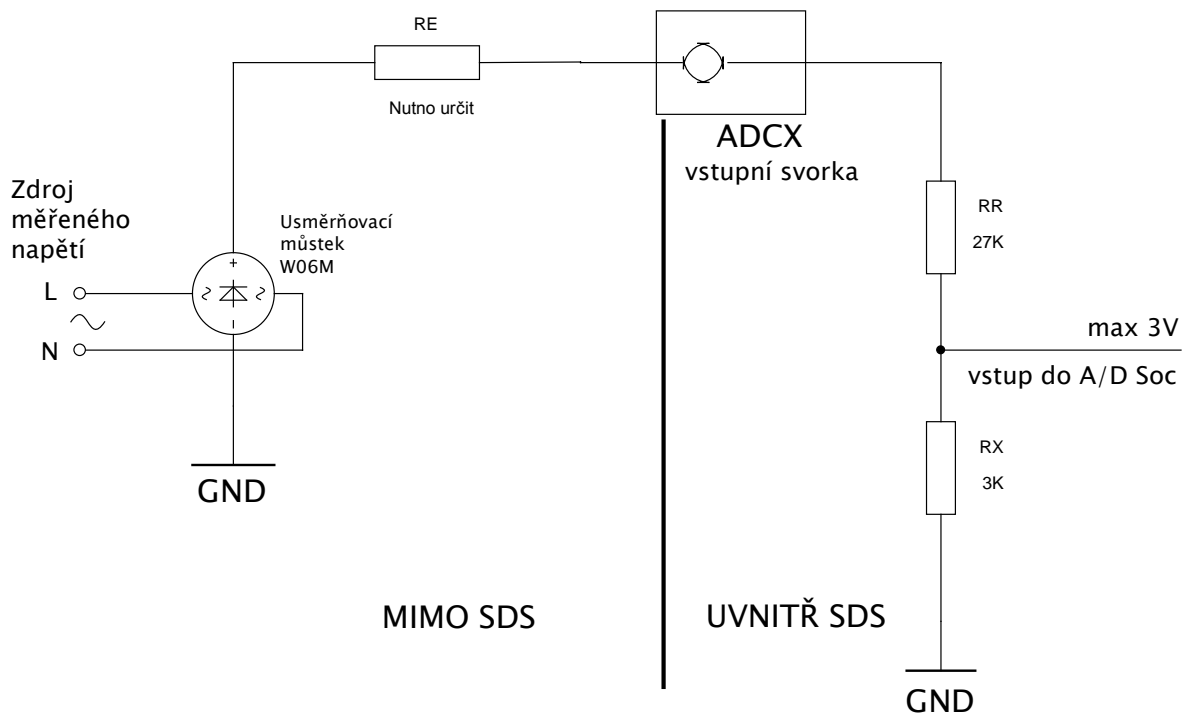 RE
Nutno určit
ADCX
vstupní svorka
Zdroj
měřeného
napětí
Usměrňovací
můstek
W06M
L
N
+
-
GND
RR
27K
max 3V
vstup do A/D Soc
RX
3K
MIMO SDS
UVNITŘ SDS
GND